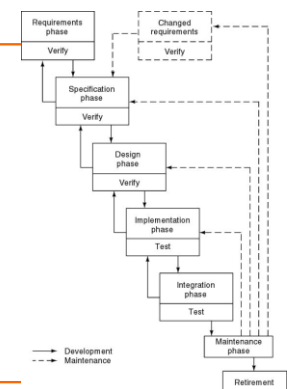 Requirements
phase
Verify
Changed
requirements
Verify
Specification
phase
Verify
Design
phase
Verify
Implementation
phase
Test
Integration
phase
Test
Maintenance
phase
Development
Maintenance
Retirement